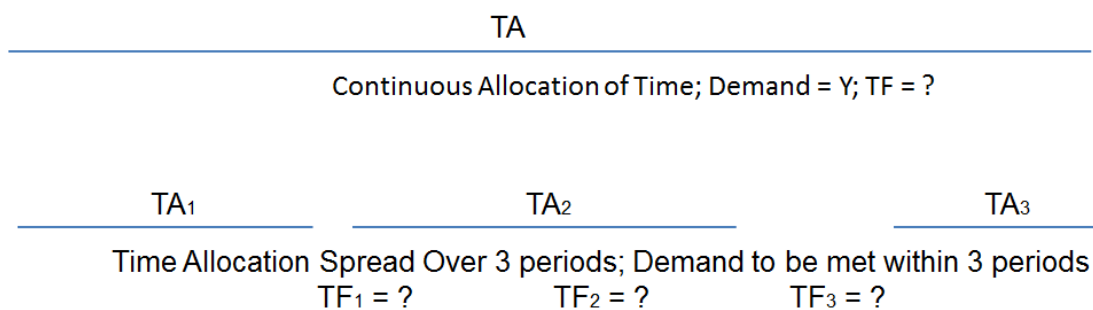 TA
Continuous Allocation of Time; Demand = Y; TF = ?
TA1 TA2 TA3
Time Allocation Spread Over 3 periods; Demand to be met within 3 periods
TF1 = ? TF2 = ? TF3 = ?